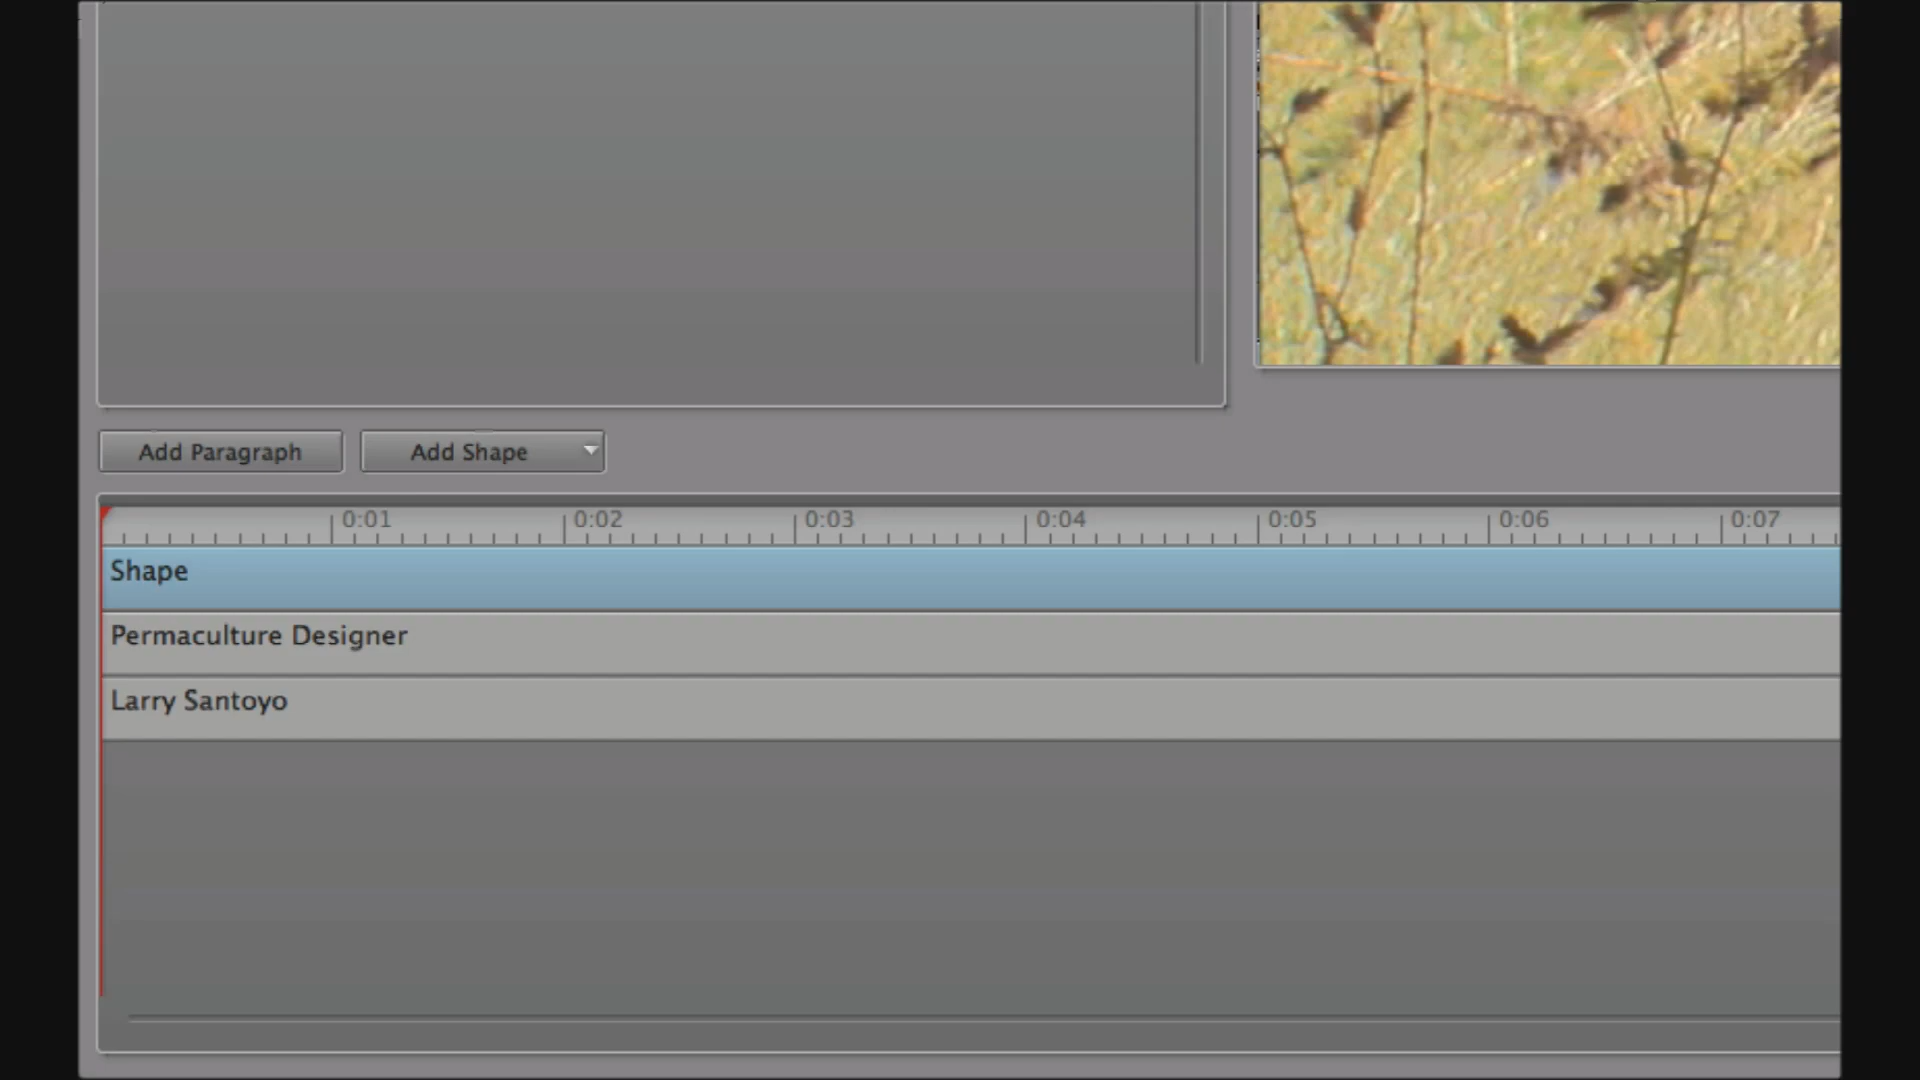 Add Paragraph
Add Shape
0:01 0:02 0:03 0:04 0:05 0:06 0:07
Shape
Permaculture Designer
Larry Santoyo